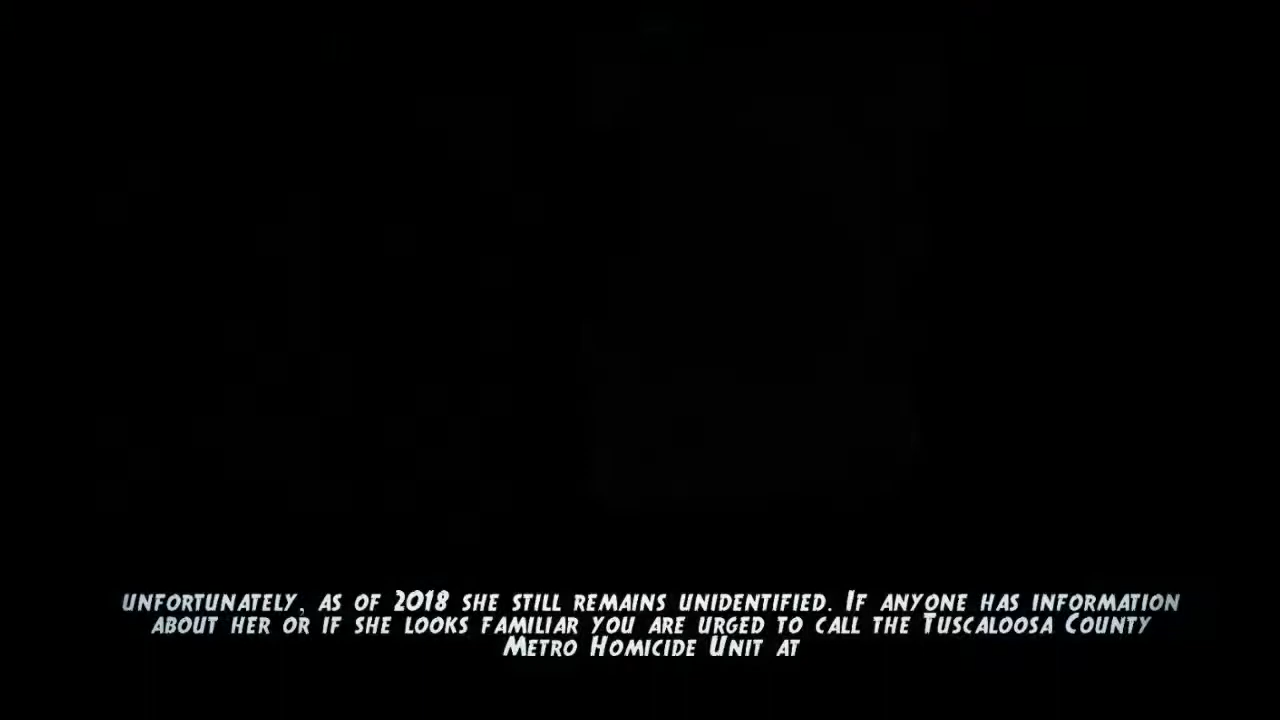 unfortunately, as of 2018 she still remains unidentified. If anyone has information
about her or if she looks familiar you are urged to call the Tuscaloosa County
Metro Homicide Unit at